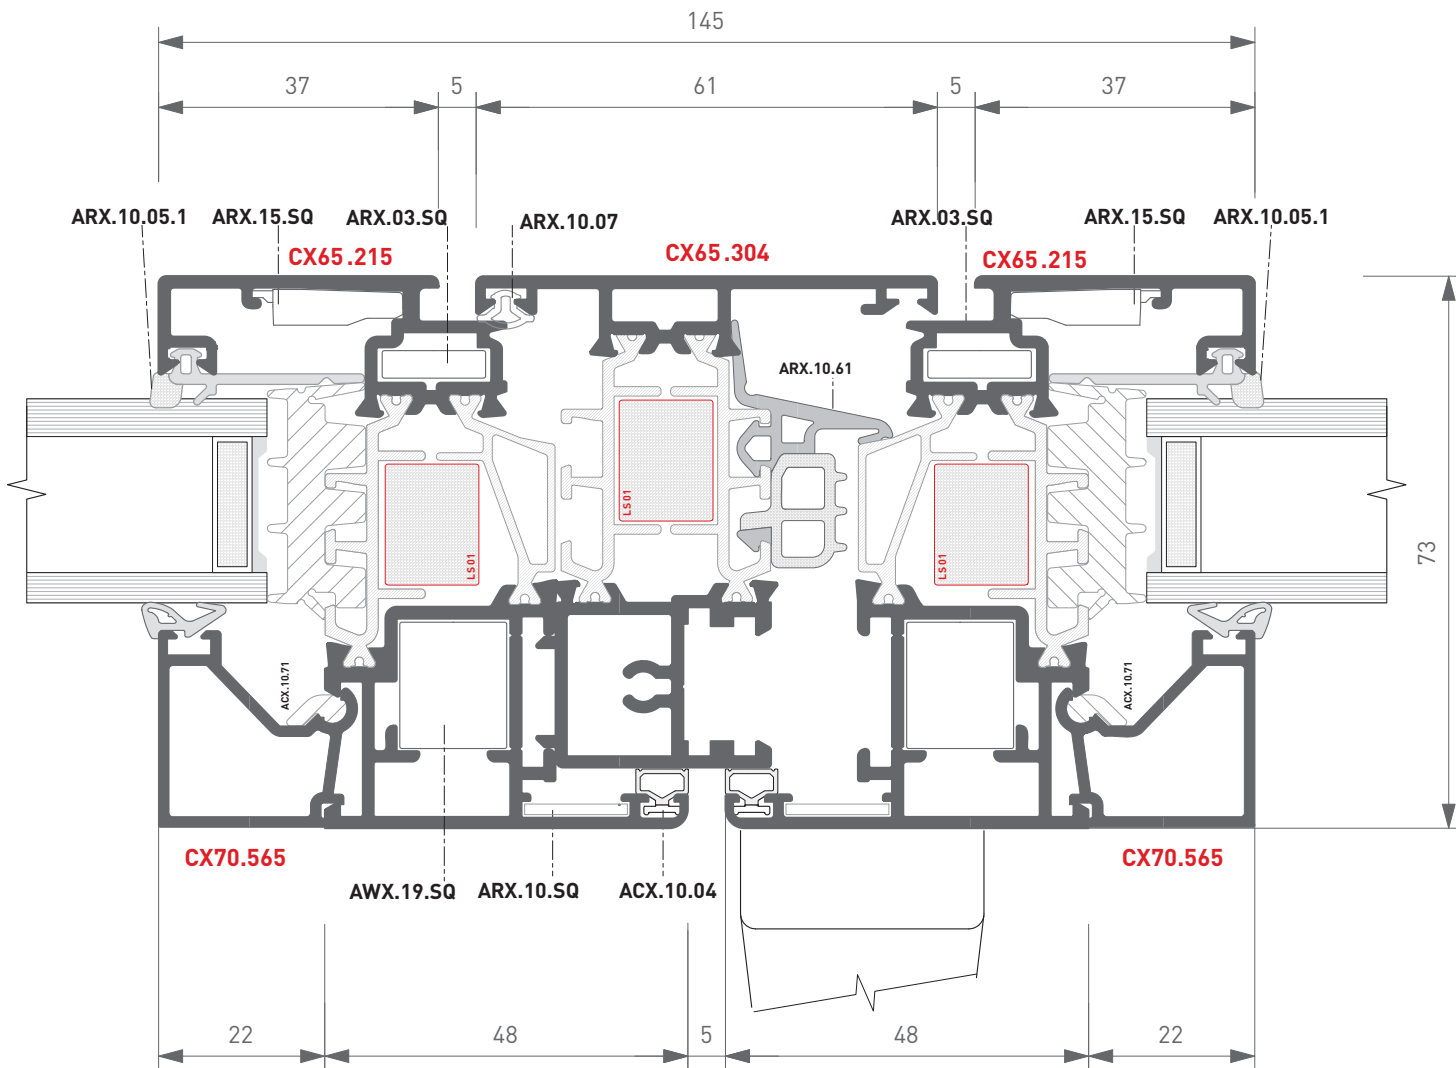 145
37 5 61 5 37
ARX.10.05.1 ARX.15.SQ ARX.03.SQ ARX.10.07 ARX.03.SQ ARX.15.SQ ARX.10.05.1
CX65.215 CX65.304 CX65.215
ARX.10.61
LS01
LS01 LS01
73
ACX.10.71 ACX.10.71
CX70.565 CX70.565
AWX.19.SQ ARX.10.SQ ACX.10.04
22 48 5 48 22